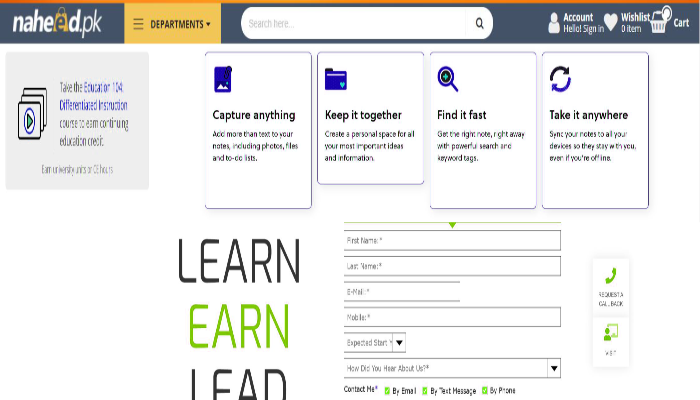 naheed.pk
DEPARTMENTS
Search here...
Account
Hello! Sign in
Wishlist
0 item
0
Cart
Take the Education 104:
Differentiated Instruction
course to earn continuing
education credit.
Earn university units or CE hours
Capture anything
Add more than text to your
notes, including photos, files
and to-do lists.
Keep it together
Create a personal space for all
your most important ideas
and information.
Find it fast
Get the right note, right away
with powerful search and
keyword tags.
Take it anywhere
Sync your notes to all your
devices so they stay with you,
even if you're offline.
LEARN
EARN
LEAD
First Name:*
Last Name:*
E-Mail:*
Mobile:*
Expected Start Y
How Did You Hear About Us?*
Contact Me* By Email By Text Message By Phone
REQUEST A
CALL BACK
VISIT